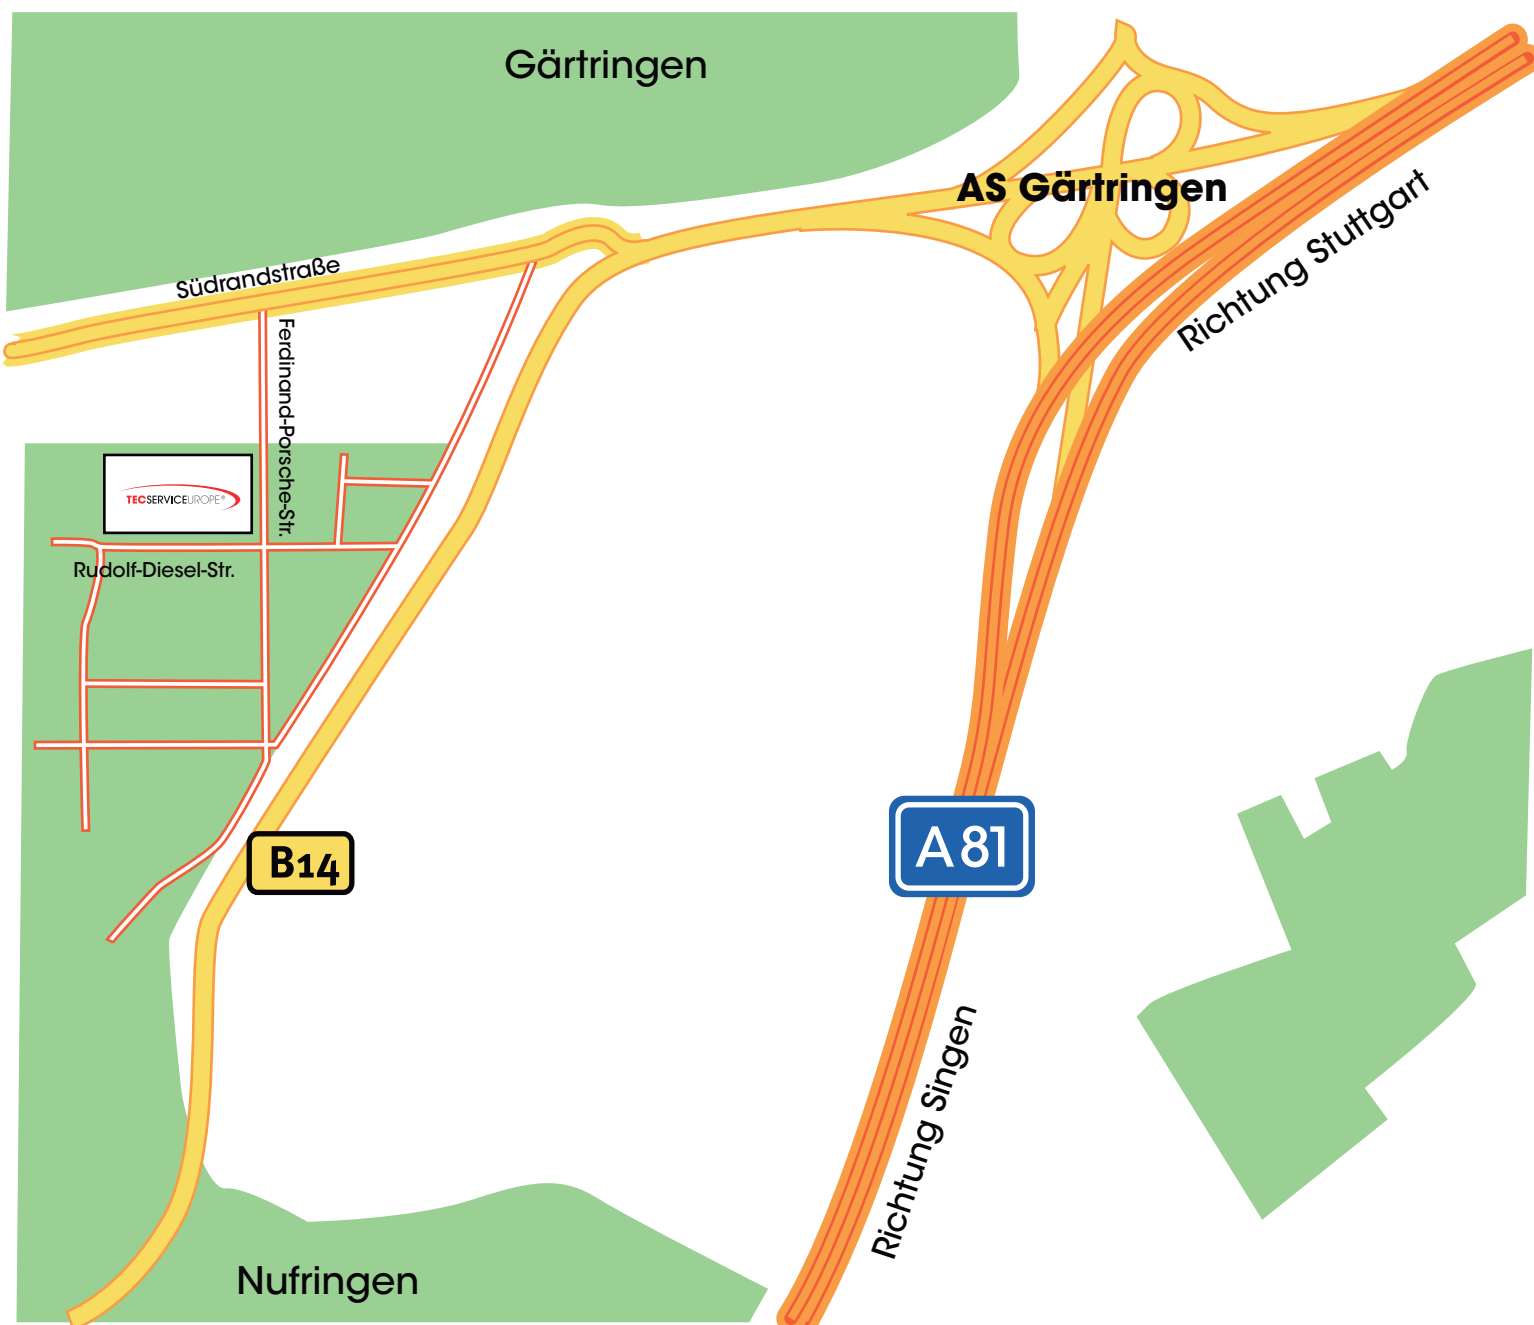 Gärtringen
AS Gärtringen
Richtung Stuttgart
Südrandstraße
Ferdinand-Porsche-Str.
TECSERVICEUROPE®
Rudolf-Diesel-Str.
A 81
B14
Richtung Singen
Nufringen